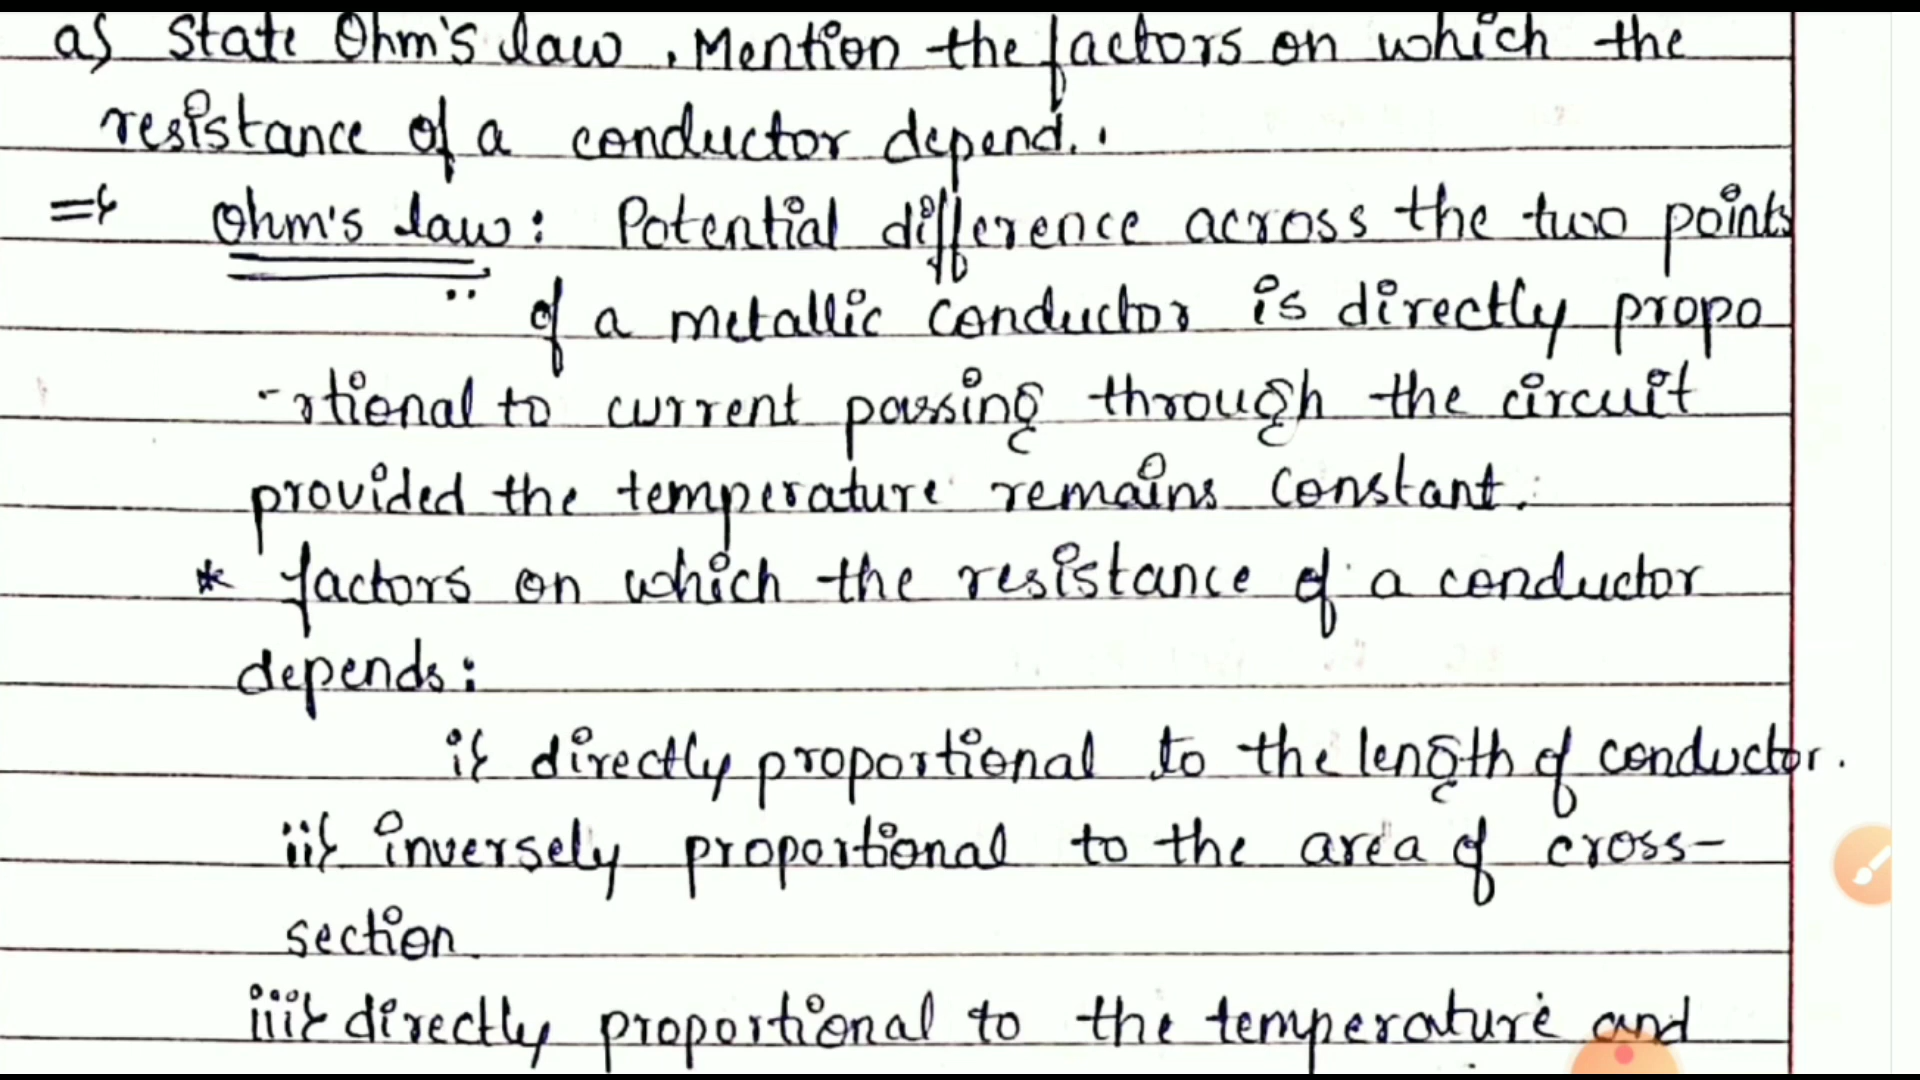 a) State Ohm's law. Mention the factors on which the
resistance of a conductor depend.
=> Ohm's law: Potential difference across the two points
of a metallic conductor is directly propo
-rtional to current passing through the circuit
provided the temperature remains constant.
* factors on which the resistance of a conductor
depends:
i) directly proportional to the length of conductor.
ii) inversely proportional to the area of cross-
section
iii) directly proportional to the temperature and